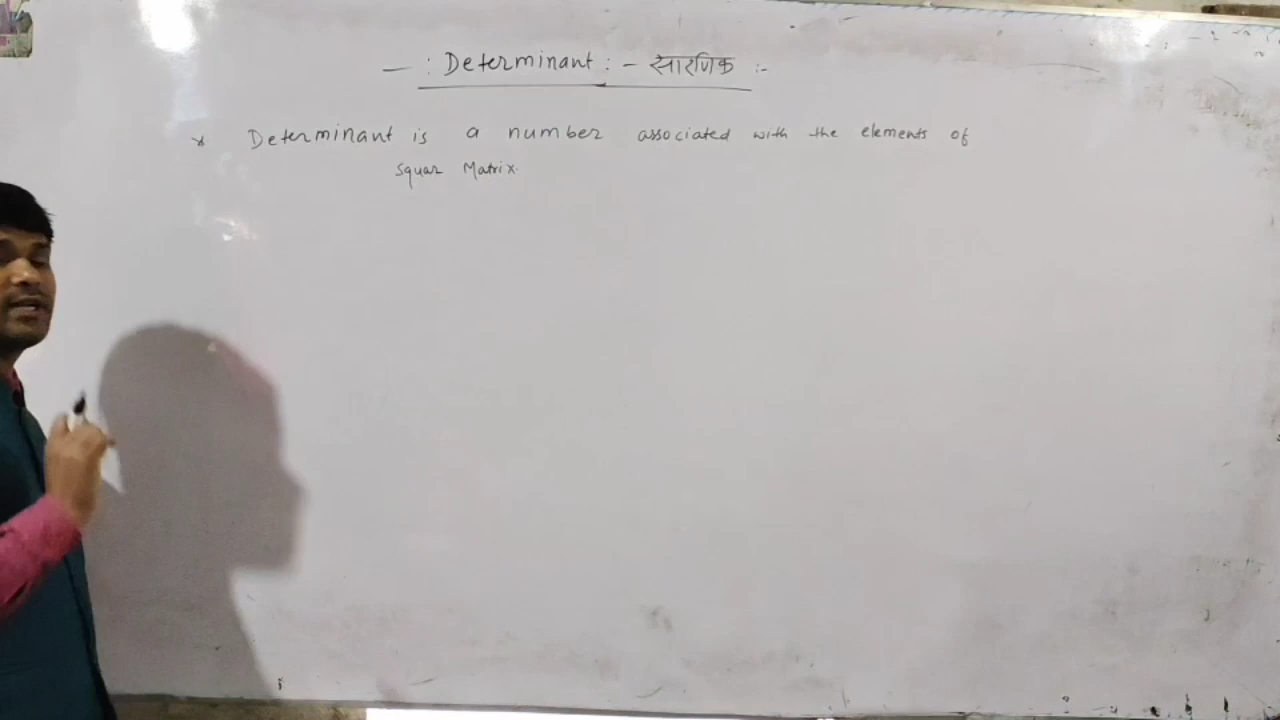 — : Determinant : - सारणिक :-
* Determinant is a number associated with the elements of
squar Matrix.